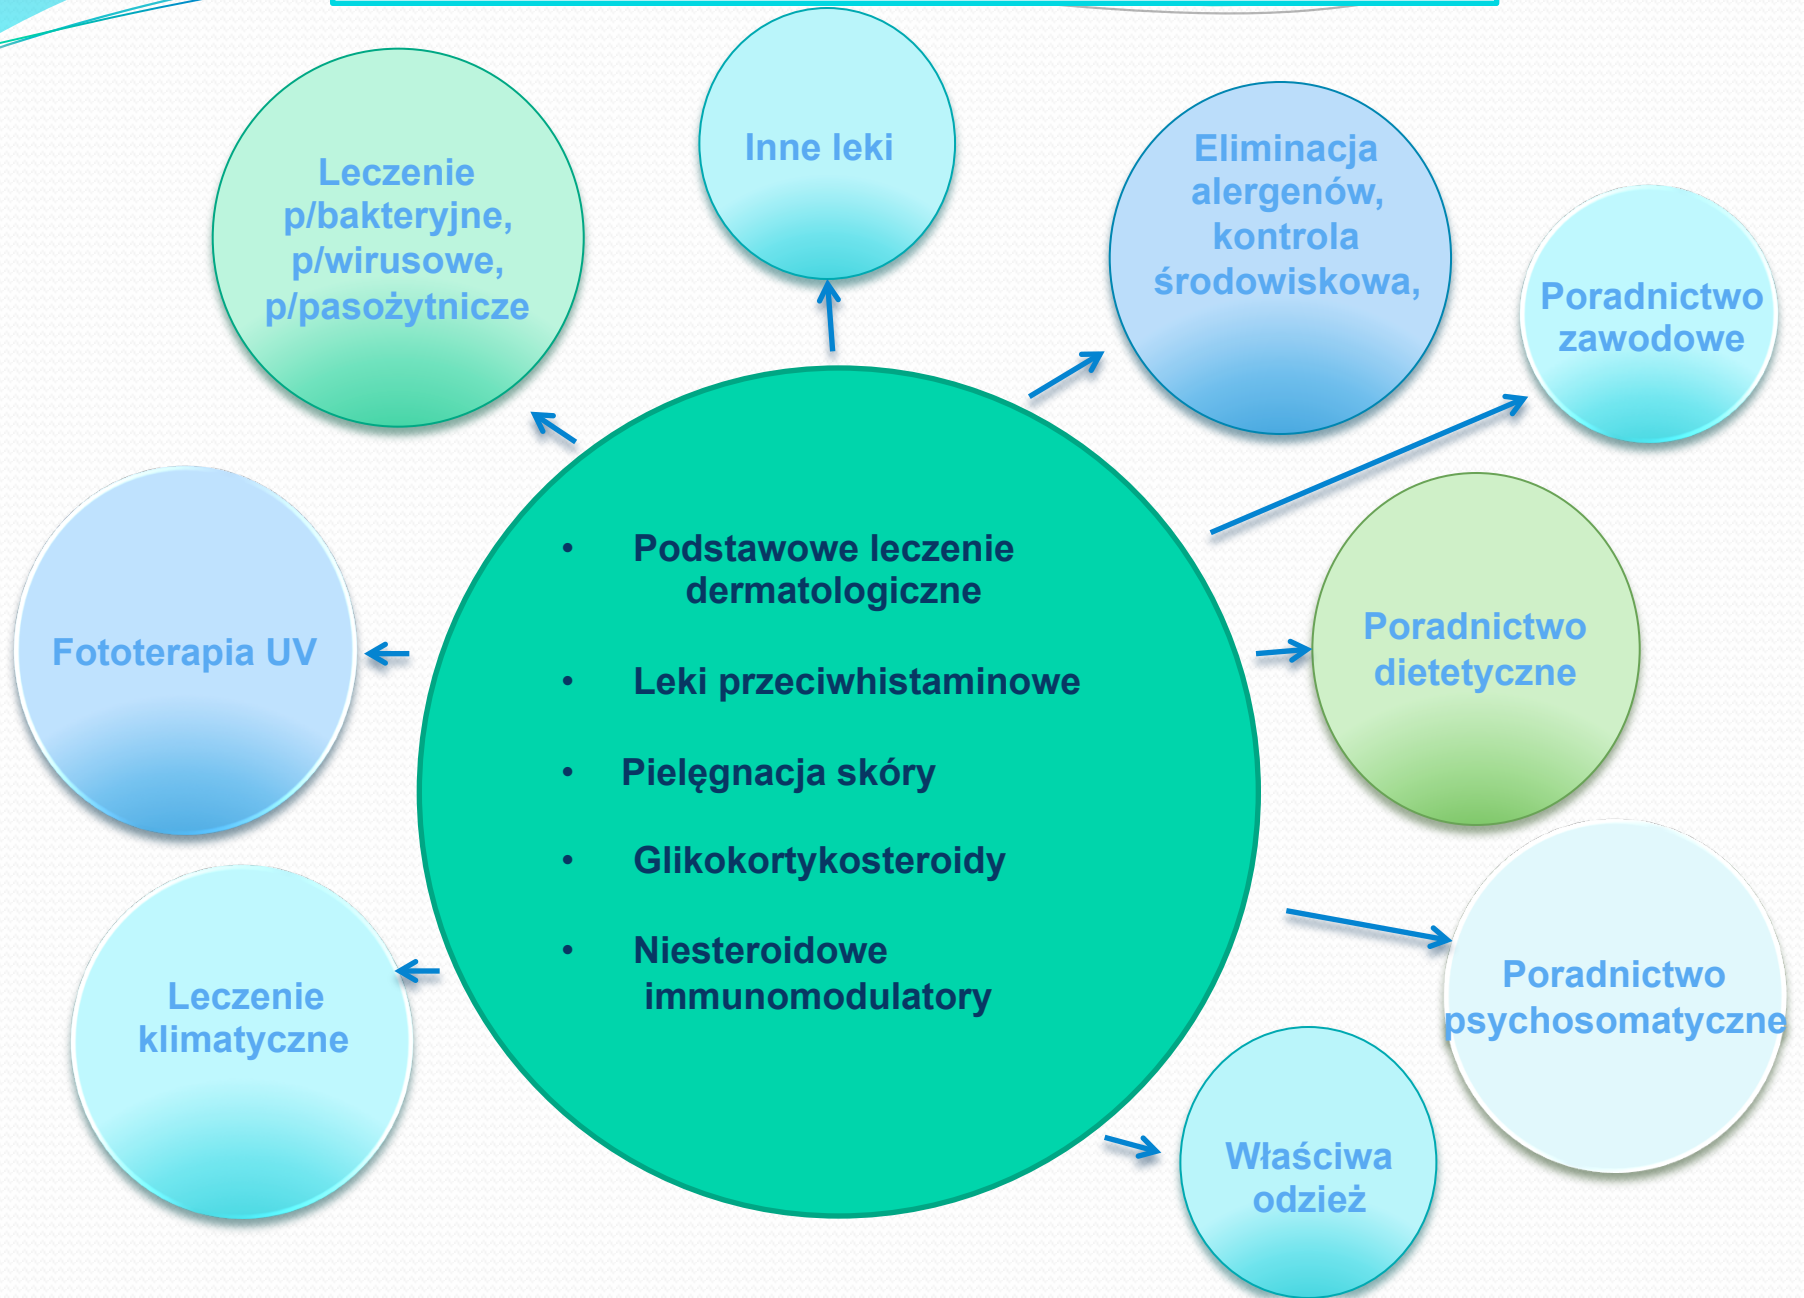 Inne leki
Leczenie
p/bakteryjne,
p/wirusowe,
p/pasożytnicze
Eliminacja
alergenów,
kontrola
środowiskowa,
Poradnictwo
zawodowe
• Podstawowe leczenie
dermatologiczne
• Leki przeciwhistaminowe
• Pielęgnacja skóry
• Glikokortykosteroidy
• Niesteroidowe
immunomodulatory
Fototerapia UV
Poradnictwo
dietetyczne
Leczenie
klimatyczne
Poradnictwo
psychosomatyczne
Właściwa
odzież